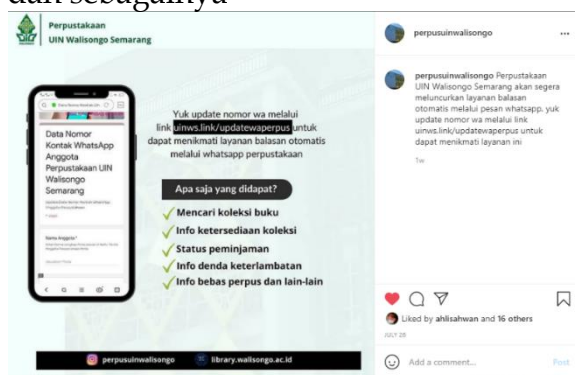 dan sebagainya
Perpustakaan
UIN Walisongo Semarang
Data Nomor
Kontak WhatsApp
Anggota
Perpustakaan UIN
Walisongo
Semarang
Nama Anggota*
Yuk update nomor wa melalui
link uinws.link/updatewaperpus untuk
dapat menikmati layanan balasan otomatis
melalui whatsapp perpustakaan
Apa saja yang didapat?
Mencari koleksi buku
Info ketersediaan koleksi
Status peminjaman
Info denda keterlambatan
Info bebas perpus dan lain-lain
perpusuinwalisongo
library.walisongo.ac.id
perpusuinwalisongo
perpusuinwalisongo Perpustakaan
UIN Walisongo Semarang akan segera
meluncurkan layanan balasan
otomatis melalui pesan whatsapp. yuk
update nomor wa melalui link
uinws.link/updatewaperpus untuk
dapat menikmati layanan ini
1w
Liked by ahlisahwan and 16 others
JULY 28
Add a comment...
Post